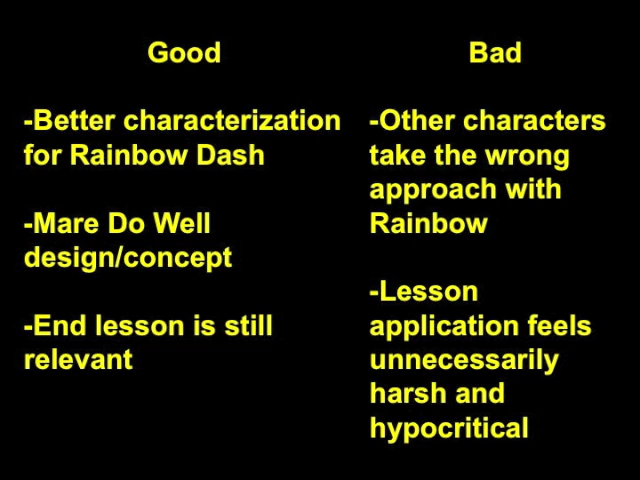 Good
-Better characterization
for Rainbow Dash
-Mare Do Well
design/concept
-End lesson is still
relevant
Bad
-Other characters
take the wrong
approach with
Rainbow
-Lesson
application feels
unnecessarily
harsh and
hypocritical